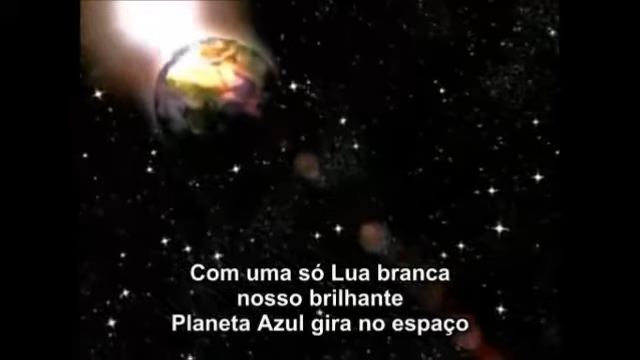 Com uma só Lua branca
nosso brilhante
Planeta Azul gira no espaço